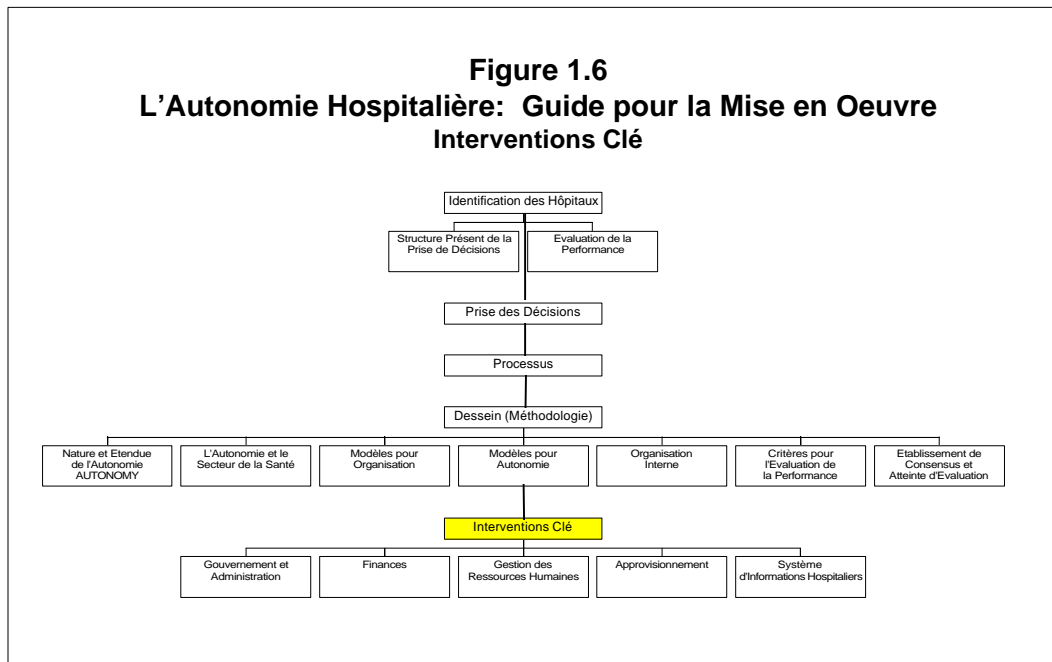 Figure 1.6
L'Autonomie Hospitalière: Guide pour la Mise en Oeuvre
Interventions Clé
Identification des Hôpitaux
Structure Présent de la
Prise de Décisions
Evaluation de la
Performance
Prise des Décisions
Processus
Dessein (Méthodologie)
Nature et Etendue
de l'Autonomie
AUTONOMY
L'Autonomie et le
Secteur de la Santé
Modèles pour
Organisation
Modèles pour
Autonomie
Organisation
Interne
Critères pour
l'Evaluation de
la Performance
Etablissement de
Consensus et
Atteinte d'Evaluation
Interventions Clé
Gouvernement et
Administration
Finances
Gestion des
Ressources Humaines
Approvisionnement
Système
d'Informations Hospitaliers